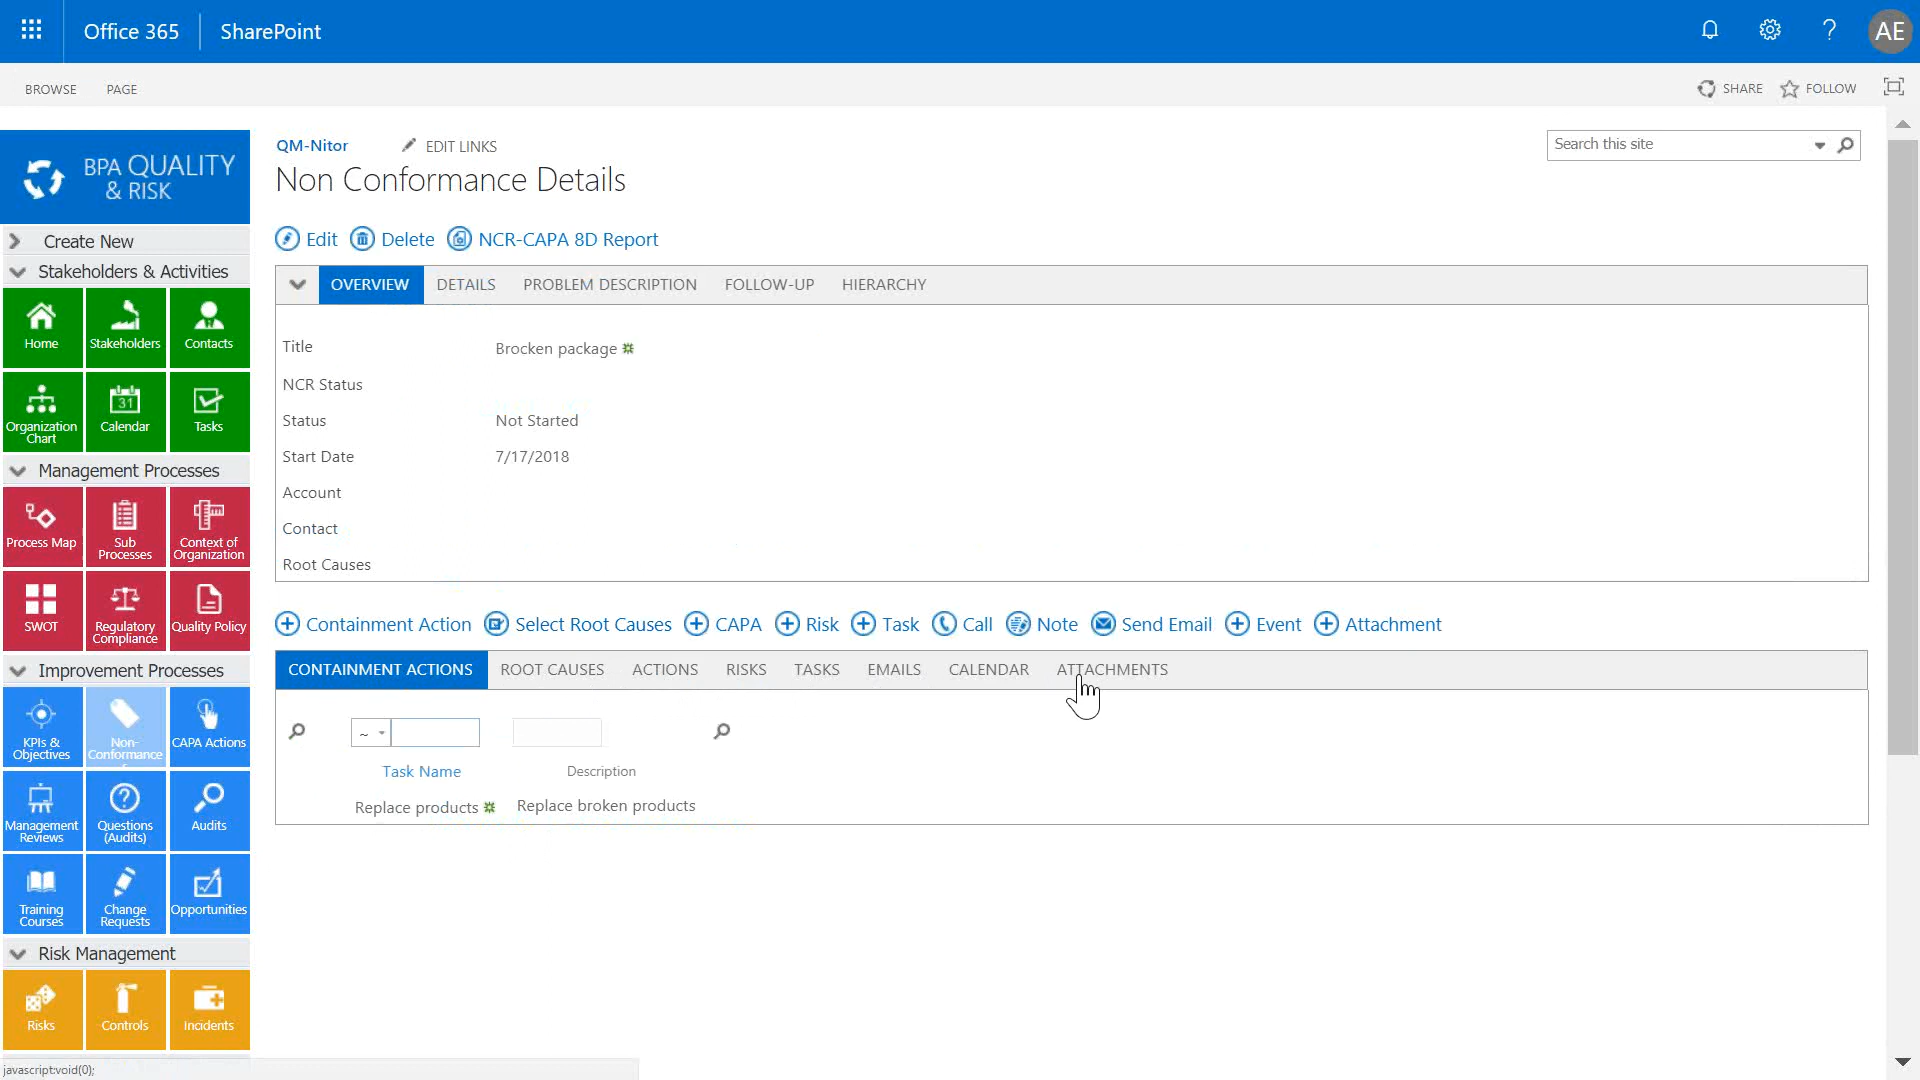 Office 365
SharePoint
AE
BROWSE
PAGE
SHARE
FOLLOW
BPA QUALITY
& RISK
QM-Nitor
EDIT LINKS
Search this site
Non Conformance Details
Create New
Stakeholders & Activities
Home
Stakeholders
Contacts
Organization
Chart
31
Calendar
Tasks
Management Processes
Process Map
Sub
Processes
Context of
Organization
SWOT
Regulatory
Compliance
Quality Policy
Improvement Processes
KPIs &
Objectives
Non-
Conformance
CAPA Actions
Management
Reviews
Questions
(Audits)
Audits
Training
Courses
Change
Requests
Opportunities
Risk Management
Risks
Controls
Incidents
Edit
Delete
NCR-CAPA 8D Report
OVERVIEW
DETAILS
PROBLEM DESCRIPTION
FOLLOW-UP
HIERARCHY
Title
Brocken package
NCR Status
Status
Not Started
Start Date
7/17/2018
Account
Contact
Root Causes
Containment Action
Select Root Causes
CAPA
Risk
Task
Call
Note
Send Email
Event
Attachment
CONTAINMENT ACTIONS
ROOT CAUSES
ACTIONS
RISKS
TASKS
EMAILS
CALENDAR
ATTACHMENTS
~
Task Name
Description
Replace products
Replace broken products
javascript:void(0);